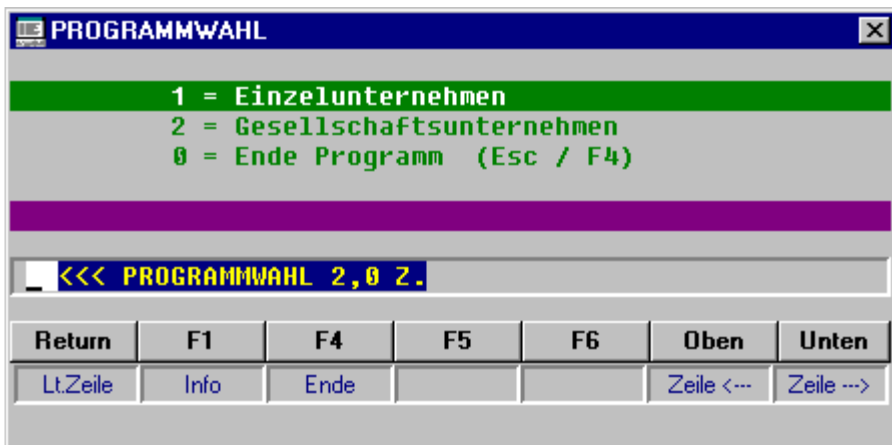 PROGRAMMWAHL
1 = Einzelunternehmen
2 = Gesellschaftsunternehmen
0 = Ende Programm (Esc / F4)
_ <<< PROGRAMMWAHL 2,0 Z.
Return F1 F4 F5 F6 Oben Unten
Lt.Zeile Info Ende Zeile <--- Zeile --->